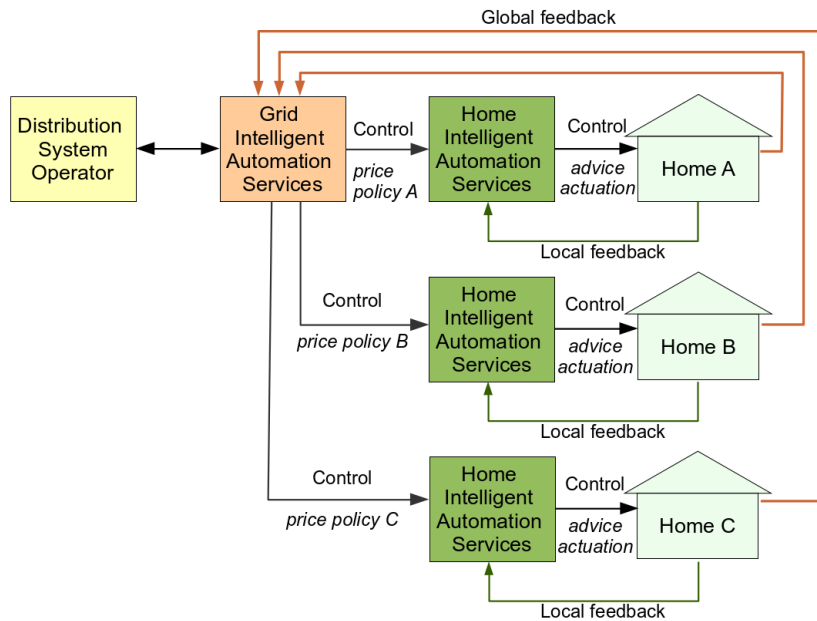 Global feedback
Distribution
System
Operator
Grid
Intelligent
Automation
Services
Control
price
policy A
Home
Intelligent
Automation
Services
Control
advice
actuation
Home A
Local feedback
Control
price policy B
Home
Intelligent
Automation
Services
Control
advice
actuation
Home B
Local feedback
Control
price policy C
Home
Intelligent
Automation
Services
Control
advice
actuation
Home C
Local feedback